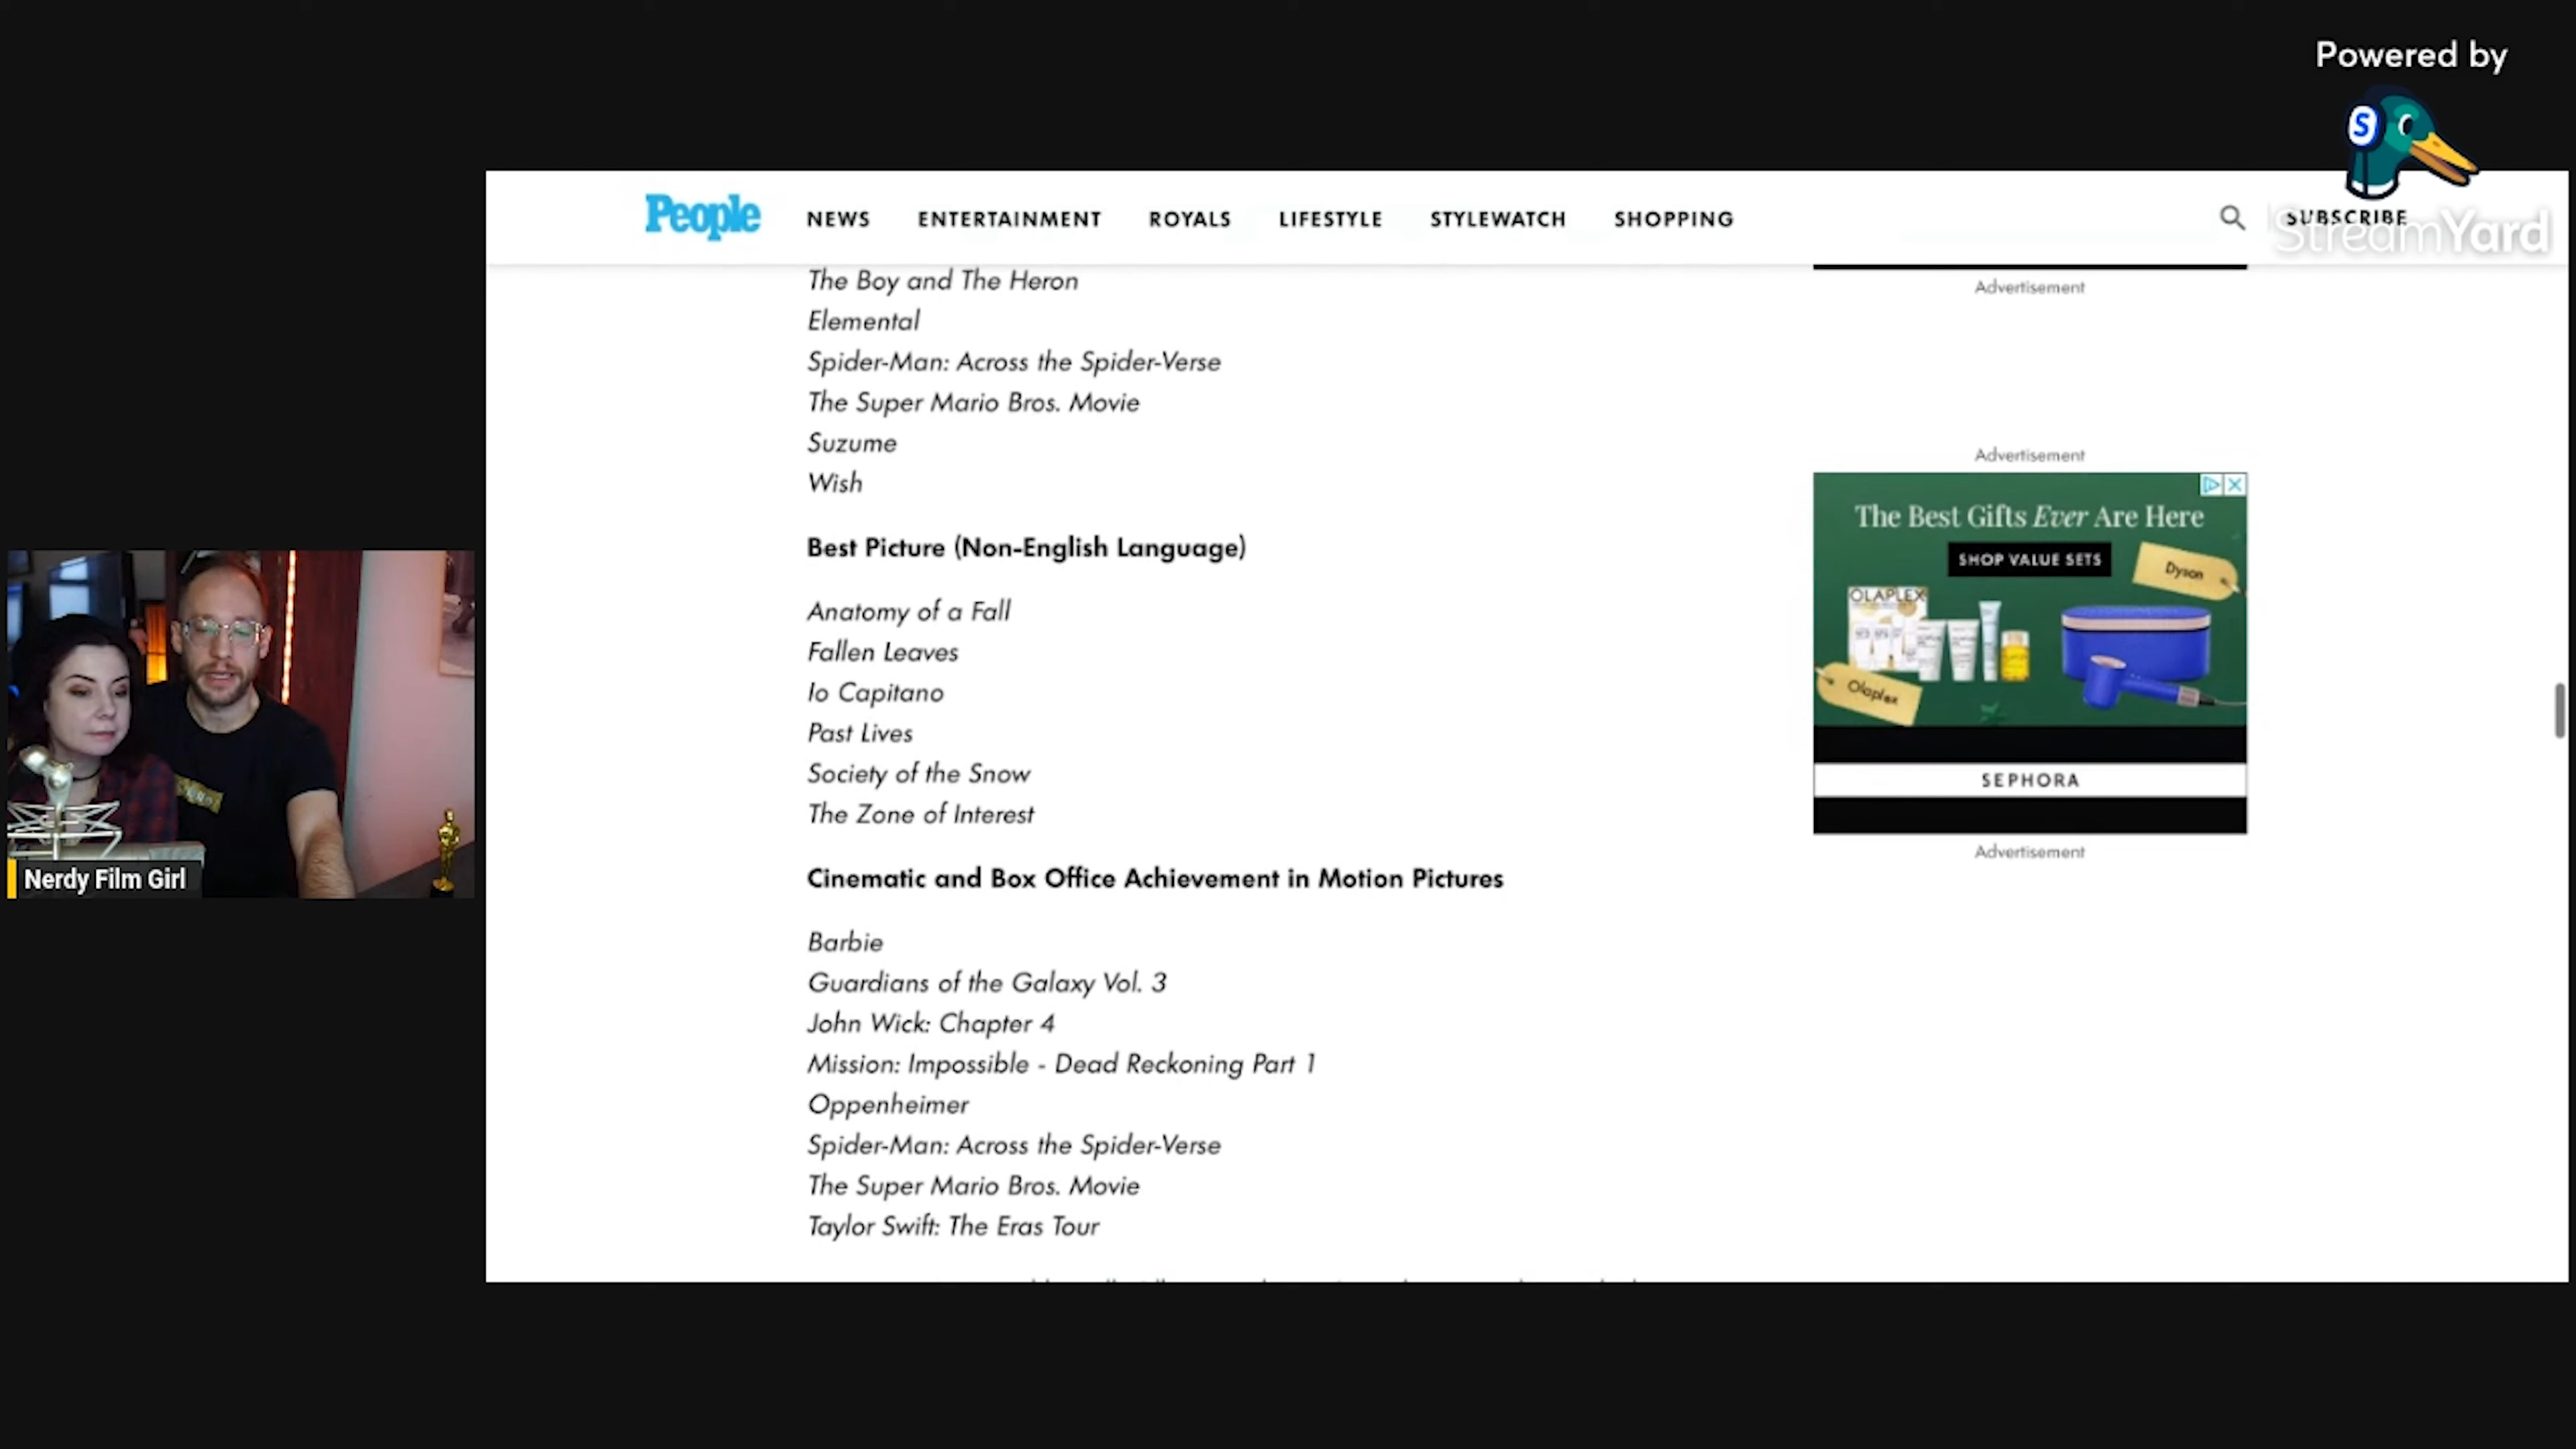 Powered by
S
StreamYard
People
NEWS
ENTERTAINMENT
ROYALS
LIFESTYLE
STYLEWATCH
SHOPPING
SUBSCRIBE
The Boy and The Heron
Elemental
Spider-Man: Across the Spider-Verse
The Super Mario Bros. Movie
Suzume
Wish
Best Picture (Non-English Language)
Anatomy of a Fall
Fallen Leaves
Io Capitano
Past Lives
Society of the Snow
The Zone of Interest
Cinematic and Box Office Achievement in Motion Pictures
Barbie
Guardians of the Galaxy Vol. 3
John Wick: Chapter 4
Mission: Impossible - Dead Reckoning Part 1
Oppenheimer
Spider-Man: Across the Spider-Verse
The Super Mario Bros. Movie
Taylor Swift: The Eras Tour
Advertisement
Advertisement
The Best Gifts Ever Are Here
SHOP VALUE SETS
Dyson
OLAPLEX
Olaplex
SEPHORA
Advertisement
Nerdy Film Girl